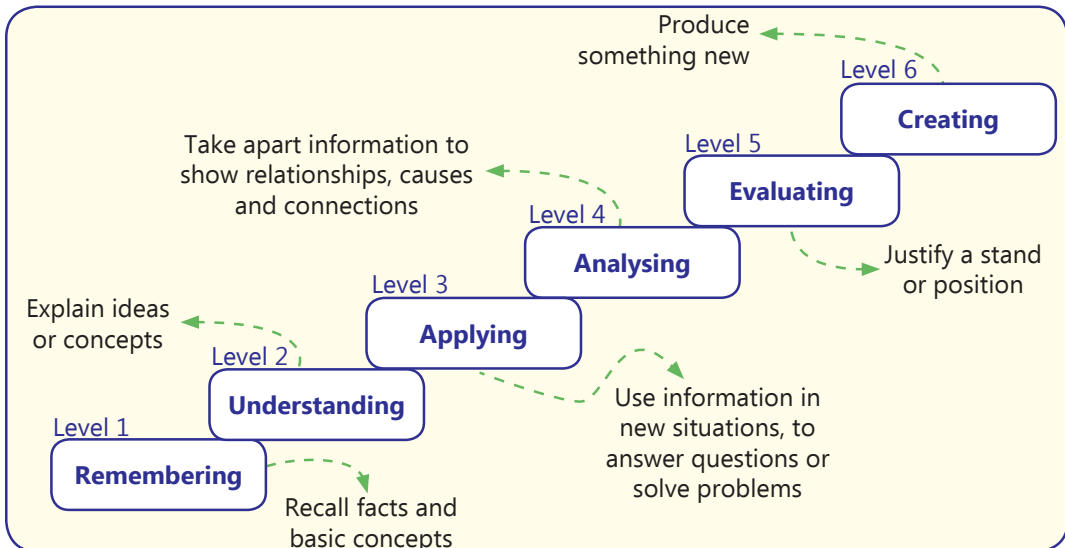 Produce
something new
Level 6
Creating
Take apart information to
show relationships, causes
and connections
Level 5
Evaluating
Level 4
Analysing
Justify a stand
or position
Level 3
Applying
Explain ideas
or concepts
Level 2
Understanding
Use information in
new situations, to
answer questions or
solve problems
Level 1
Remembering
Recall facts and
basic concepts